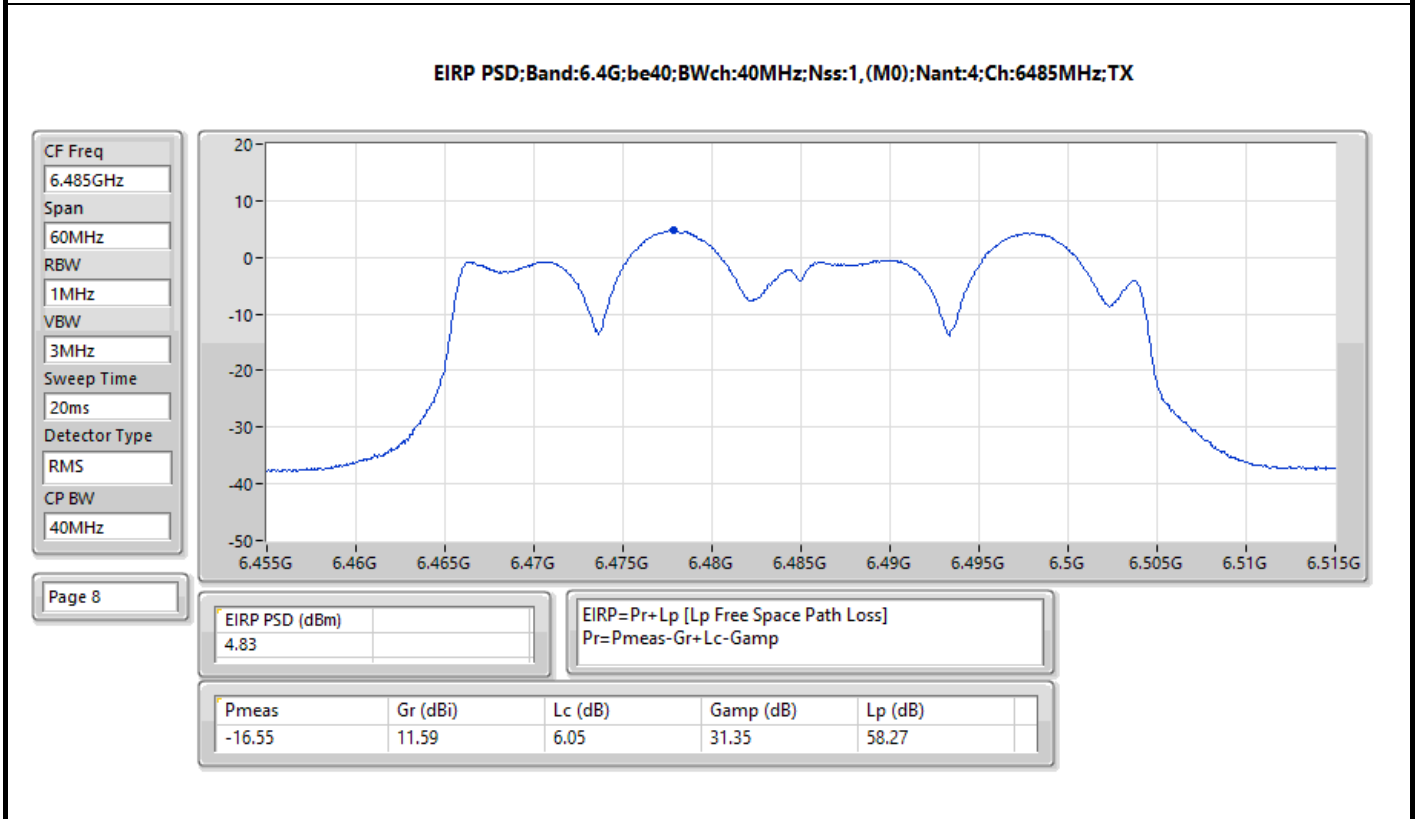 EIRP PSD;Band:6.4G;be40;BWch:40MHz;Nss:1,(M0);Nant:4;Ch:6485MHz;TX
CF Freq
6.485GHz
Span
60MHz
RBW
1MHz
VBW
3MHz
Sweep Time
20ms
Detector Type
RMS
CP BW
40MHz
Page 8
20
10
0
-10
-20
-30
-40
-50
6.455G 6.46G 6.465G 6.47G 6.475G 6.48G 6.485G 6.49G 6.495G 6.5G 6.505G 6.51G 6.515G
EIRP PSD (dBm)
4.83
EIRP=Pr+Lp [Lp Free Space Path Loss]
Pr=Pmeas-Gr+Lc-Gamp
Pmeas Gr (dBi) Lc (dB) Gamp (dB) Lp (dB)
-16.55 11.59 6.05 31.35 58.27